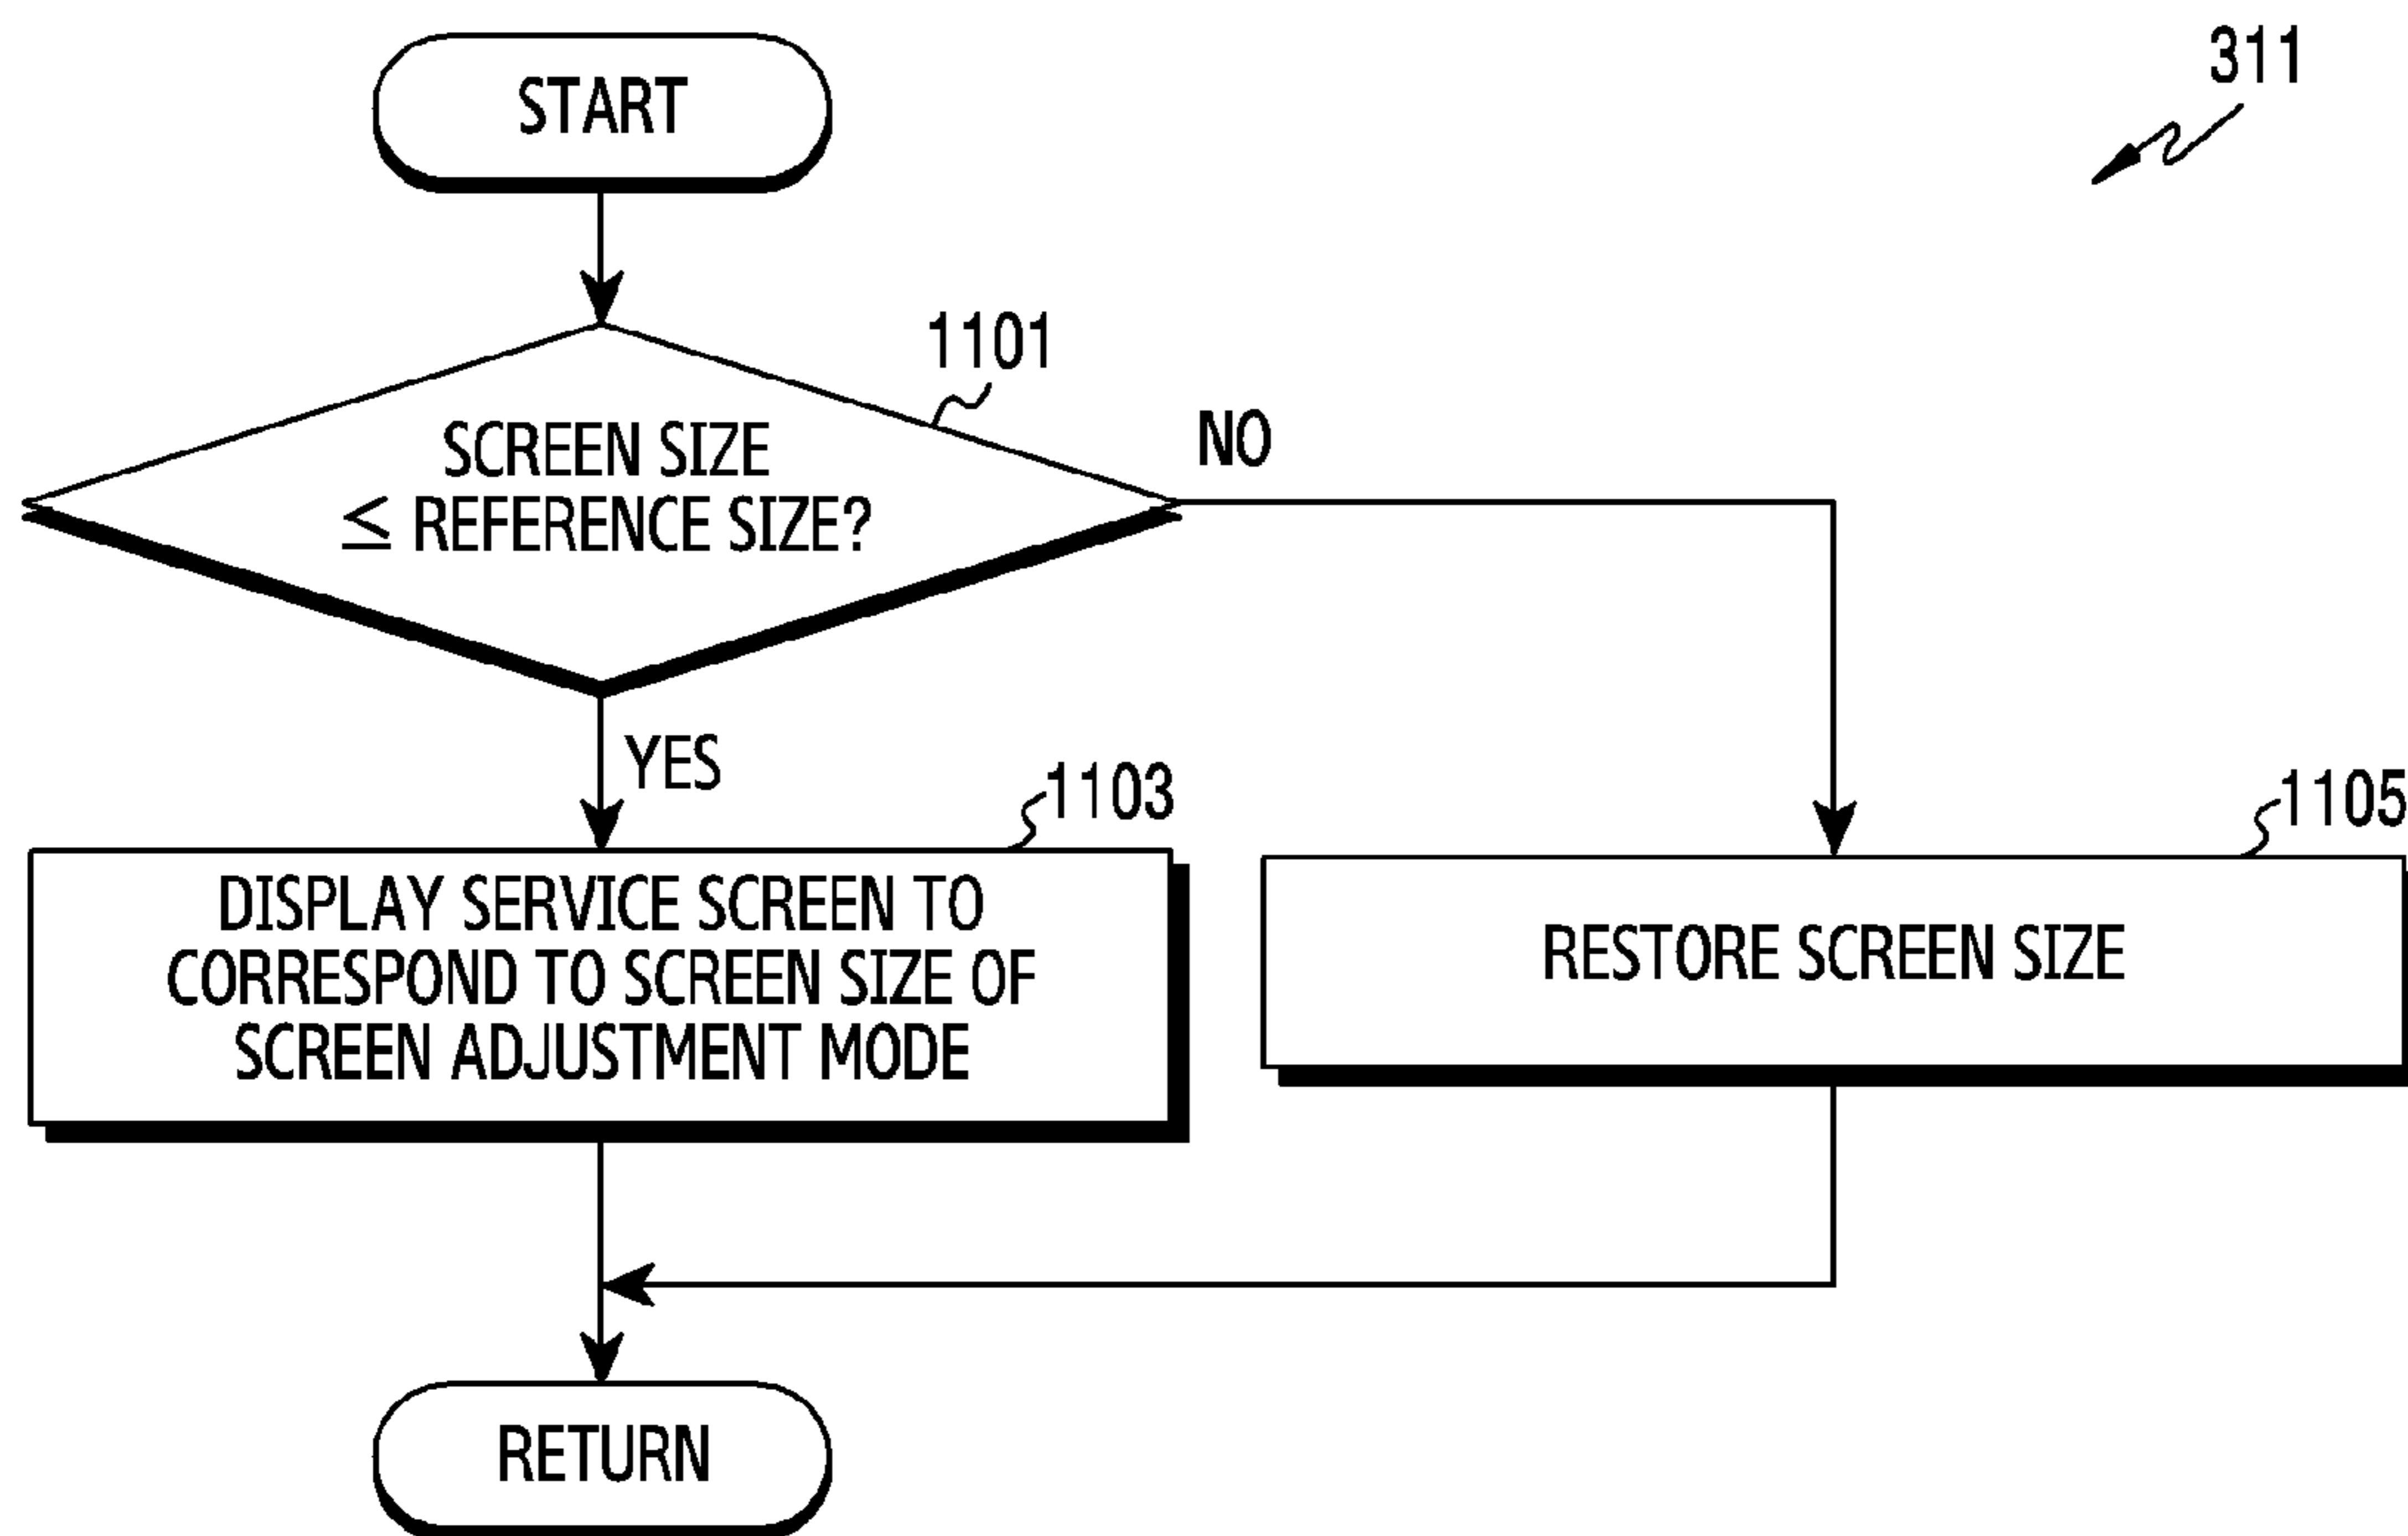 START
311
1101
SCREEN SIZE
≤ REFERENCE SIZE?
NO
YES
1103
1105
DISPLAY SERVICE SCREEN TO
CORRESPOND TO SCREEN SIZE OF
SCREEN ADJUSTMENT MODE
RESTORE SCREEN SIZE
RETURN